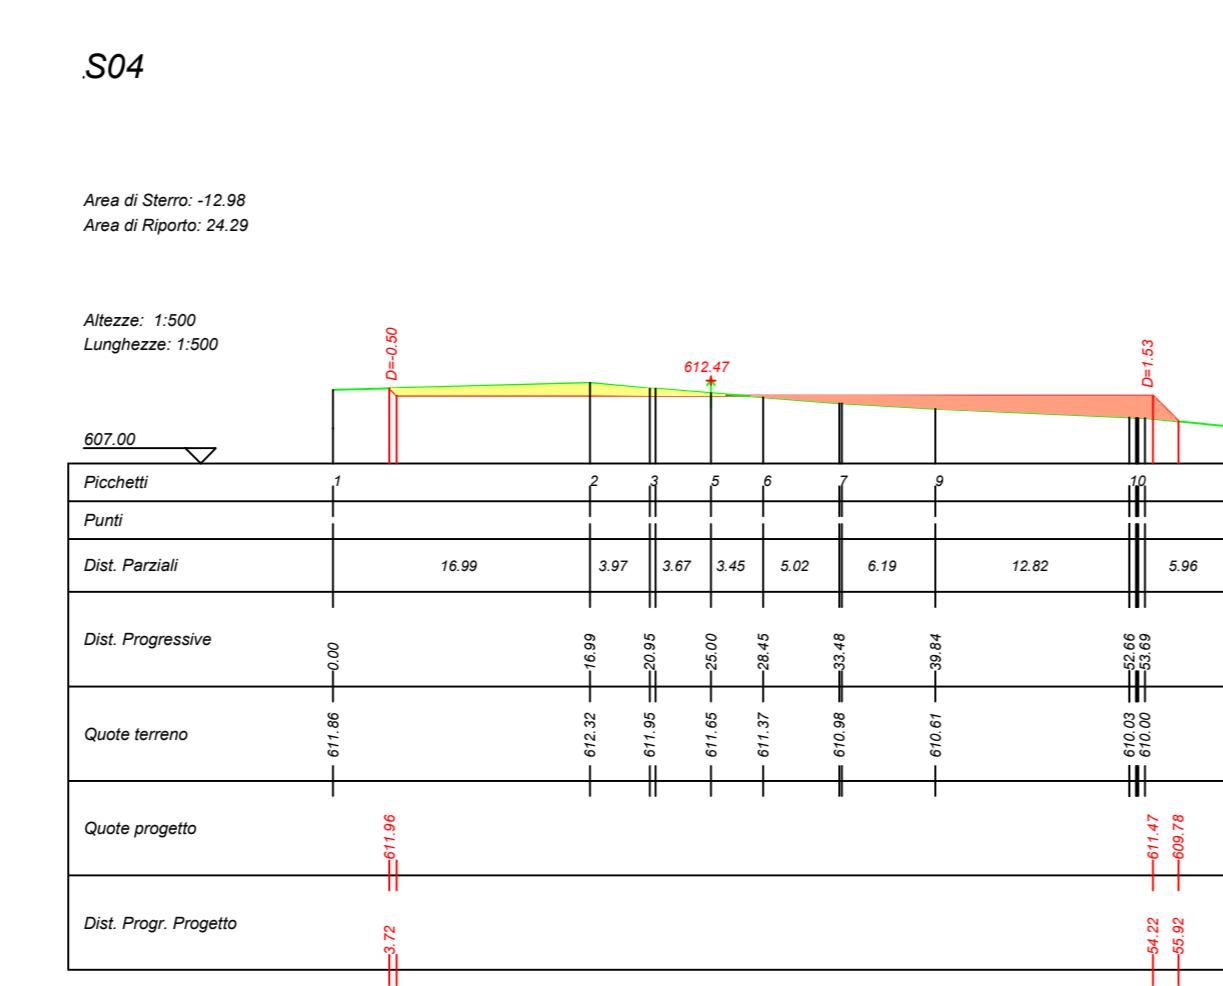 .S04
Area di Sterro: -12.98
Area di Riporto: 24.29
Altezze: 1:500
Lunghezze: 1:500
D=-0.50
612.47
D=1.53
607.00
Picchetti 1 2 3 5 6 7 9 10
Punti
Dist. Parziali 16.99 3.97 3.67 3.45 5.02 6.19 12.82 5.96
Dist. Progressive 0.00 16.99 20.95 25.00 28.45 33.48 39.84 52.66 53.69
Quote terreno 611.86 612.32 611.95 611.65 611.37 610.98 610.61 610.03 610.00
Quote progetto 611.96 611.47 609.78
Dist. Progr. Progetto 3.72 54.22 55.92